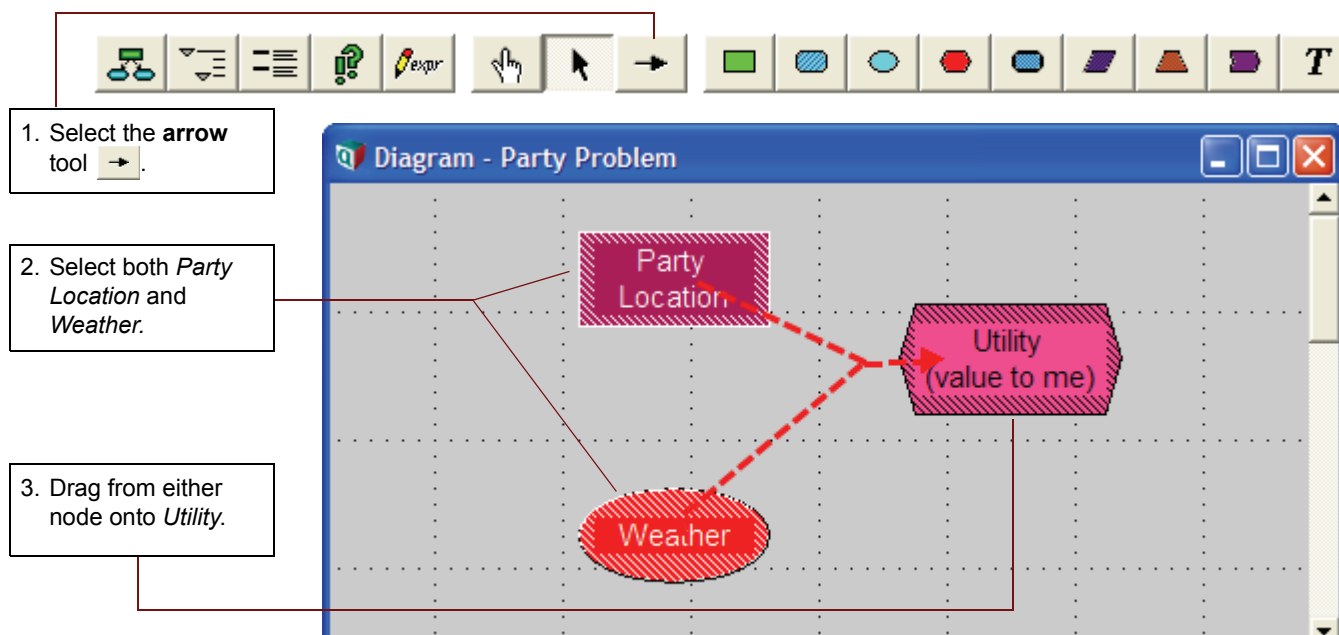 expr
T
1. Select the arrow
tool.
Diagram - Party Problem
2. Select both Party
Location and
Weather.
Party
Location
Utility
(value to me)
3. Drag from either
node onto Utility.
Weather